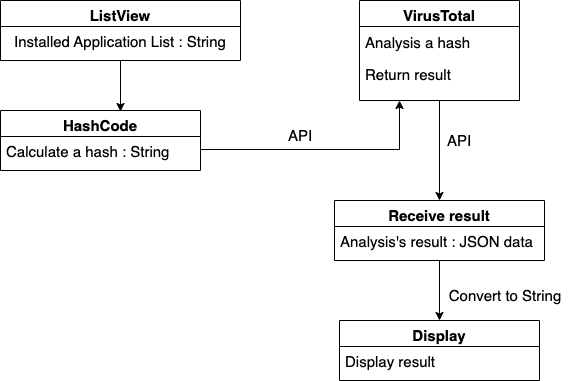 ListView
Installed Application List : String
HashCode
Calculate a hash : String
API
VirusTotal
Analysis a hash
Return result
API
Receive result
Analysis's result : JSON data
Convert to String
Display
Display result